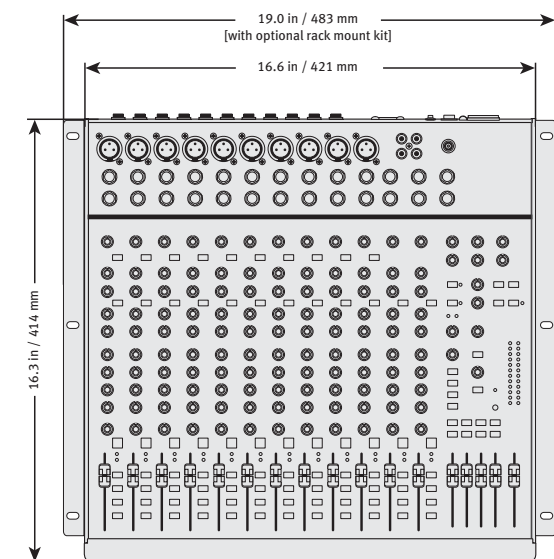 19.0 in / 483 mm
[with optional rack mount kit]
16.6 in / 421 mm
16.3 in / 414 mm